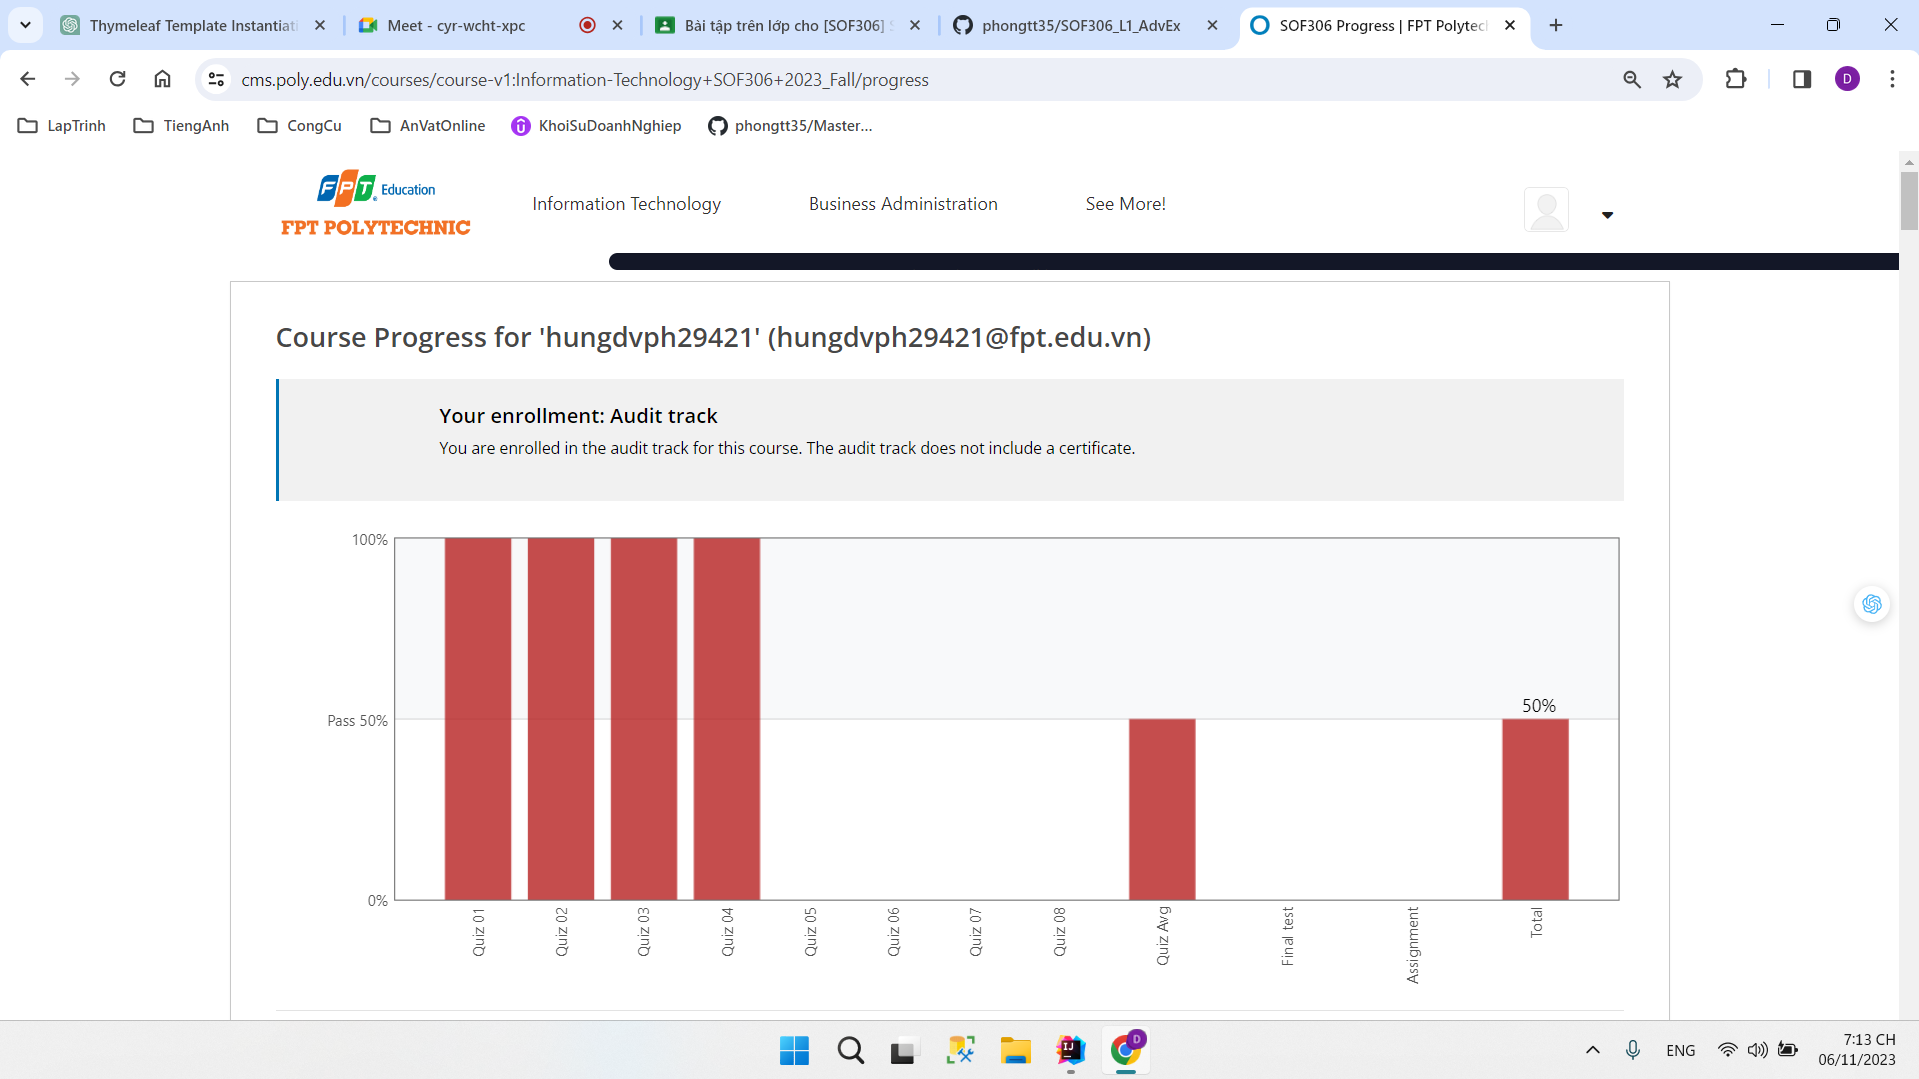 Thymeleaf Template Instantiati
Meet - cyr-wcht-xpc
Bài tập trên lớp cho [SOF306]
phongtt35/SOF306_L1_AdvEx
SOF306 Progress | FPT Polytec
cms.poly.edu.vn/courses/course-v1:Information-Technology+SOF306+2023_Fall/progress
D
LapTrinh
TiengAnh
CongCu
AnVatOnline
KhoiSuDoanhNghiep
phongtt35/Master...
FPT Education
FPT POLYTECHNIC
Information Technology
Business Administration
See More!
Course Progress for 'hungdvph29421' (hungdvph29421@fpt.edu.vn)
Your enrollment: Audit track
You are enrolled in the audit track for this course. The audit track does not include a certificate.
100%
Pass 50%
0%
50%
Quiz 01
Quiz 02
Quiz 03
Quiz 04
Quiz 05
Quiz 06
Quiz 07
Quiz 08
Quiz Avg
Final test
Assignment
Total
IJ
D
ENG
7:13 CH
06/11/2023